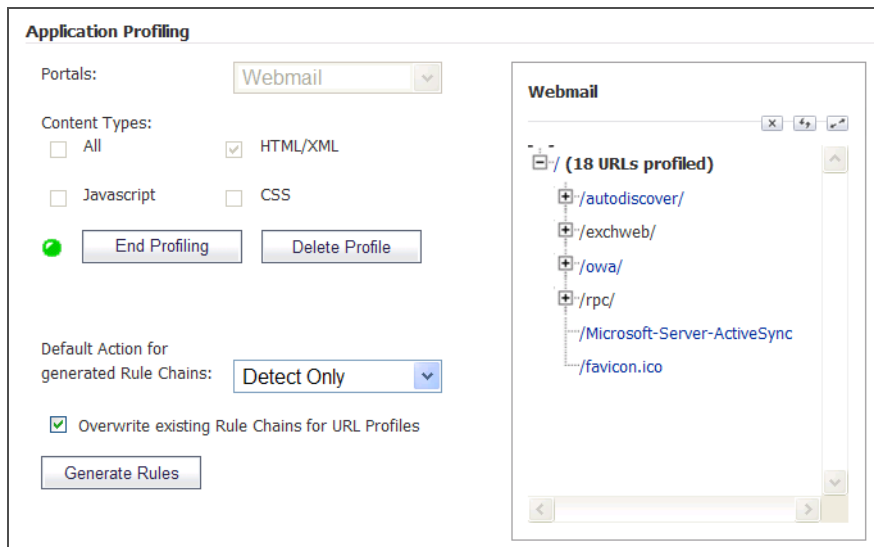 Application Profiling
Portals:
Webmail
Content Types:
All
HTML/XML
Javascript
CSS
End Profiling
Delete Profile
Default Action for
generated Rule Chains:
Detect Only
Overwrite existing Rule Chains for URL Profiles
Generate Rules
Webmail
/ (18 URLs profiled)
/autodiscover/
/exchweb/
/owa/
/rpc/
/Microsoft-Server-ActiveSync
/favicon.ico